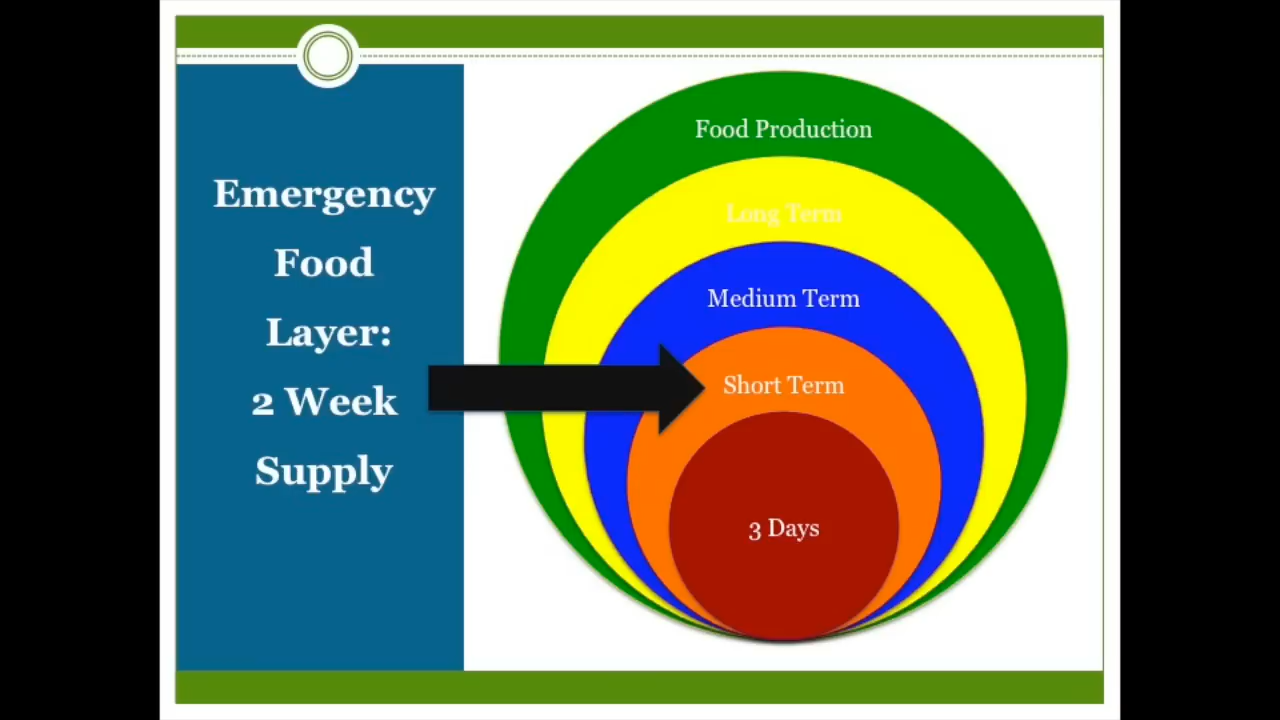 Emergency
Food
Layer:
2 Week
Supply
Food Production
Long Term
Medium Term
Short Term
3 Days